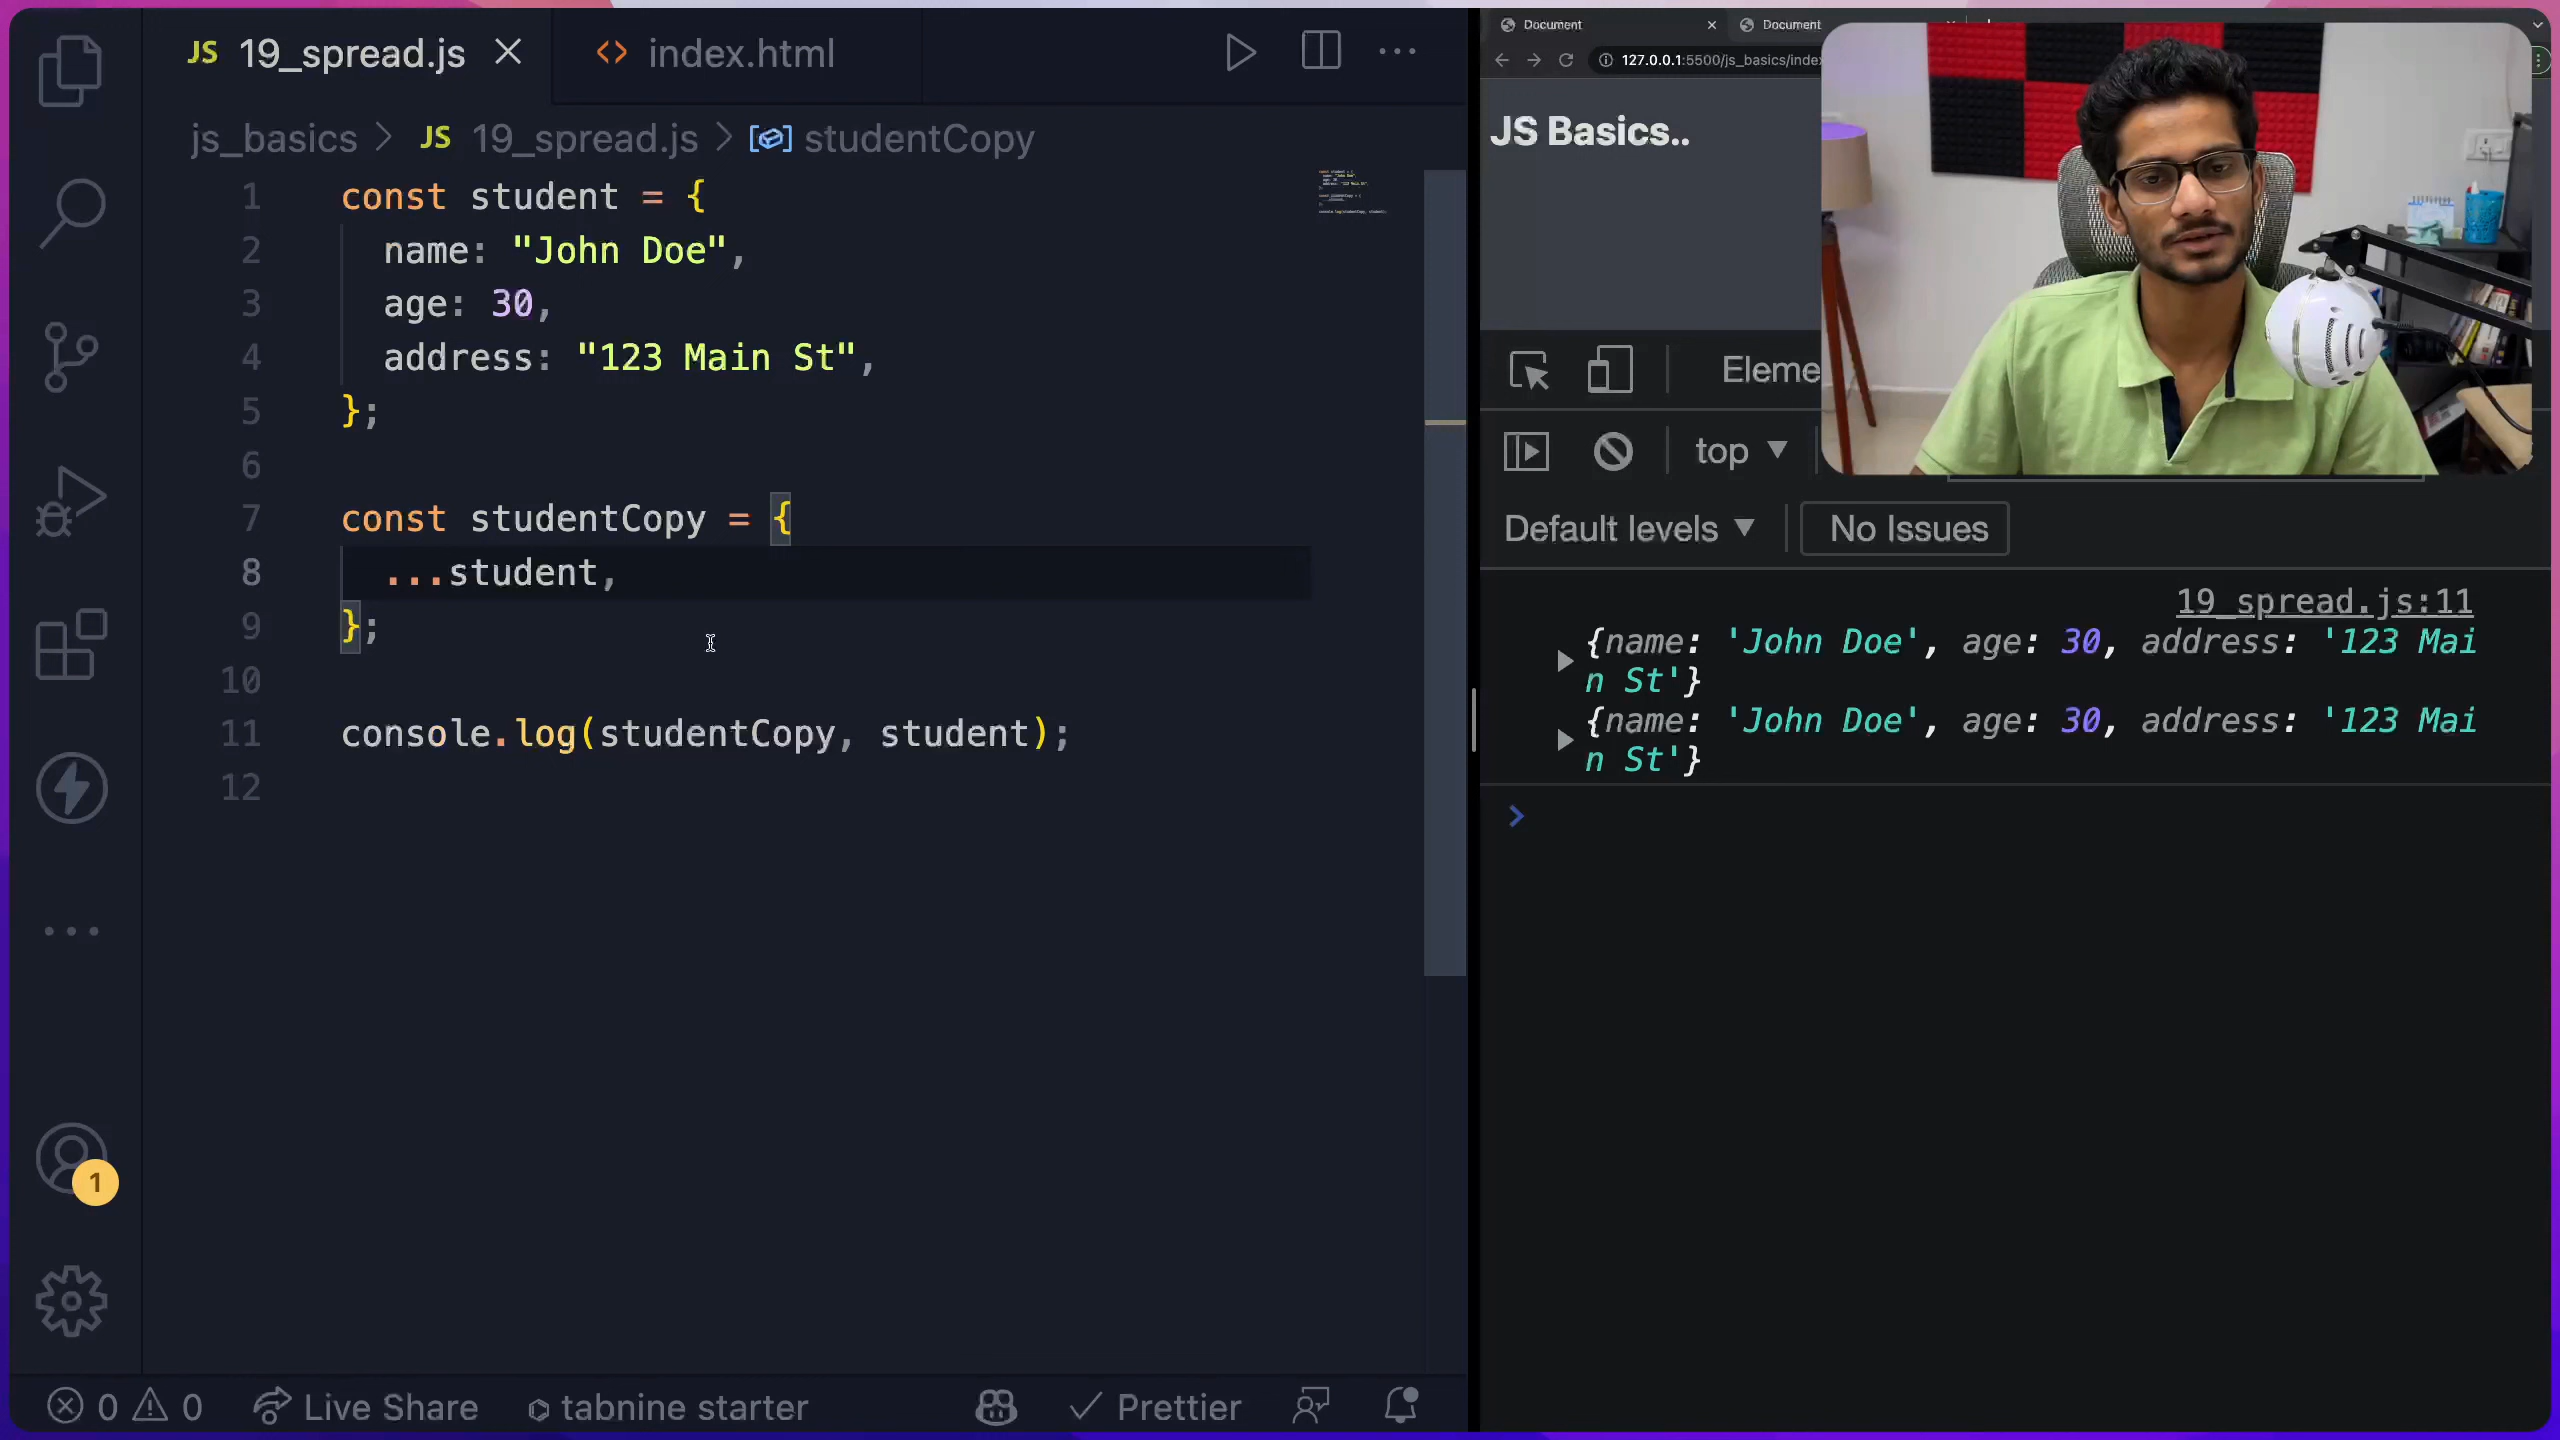 JS 19_spread.js
<> index.html
js_basics > JS 19_spread.js > studentCopy
1 const student = {
2 name: "John Doe",
3 age: 30,
4 address: "123 Main St",
5 };
6
7 const studentCopy = {
8 ...student,
9 };
10
11 console.log(studentCopy, student);
12
1
0 0 Live Share tabnine starter Prettier
Document Document
127.0.0.1:5500/js_basics/index
JS Basics..
Eleme
top
Default levels No Issues
19_spread.js:11
{name: 'John Doe', age: 30, address: '123 Mai
n St'}
{name: 'John Doe', age: 30, address: '123 Mai
n St'}
>